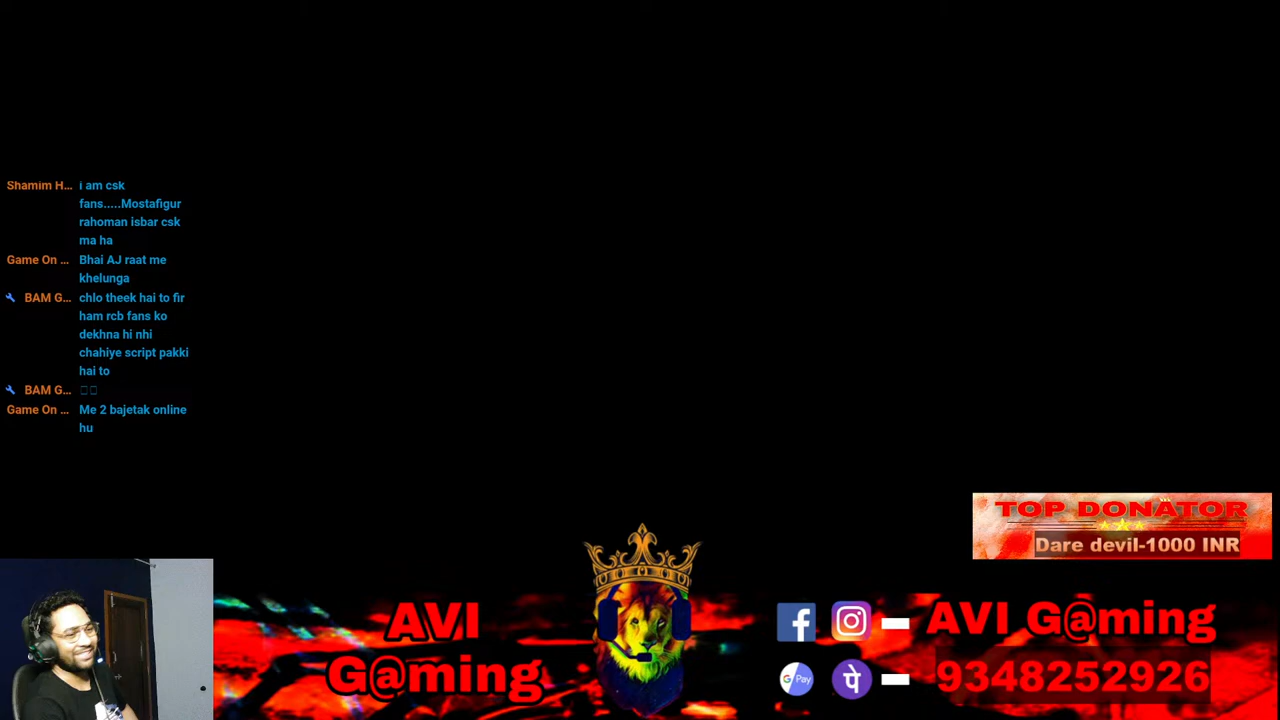 Shamim H... i am csk
fans.....Mostafigur
rahoman isbar csk
ma ha
Game On ... Bhai AJ raat me
khelunga
BAM G... chlo theek hai to fir
ham rcb fans ko
dekhna hi nhi
chahiye script pakki
hai to
BAM G...
Game On ... Me 2 bajetak online
hu
TOP DONATOR
Dare devil-1000 INR
AVI
G@ming
AVI G@ming
G Pay पे 9348252926